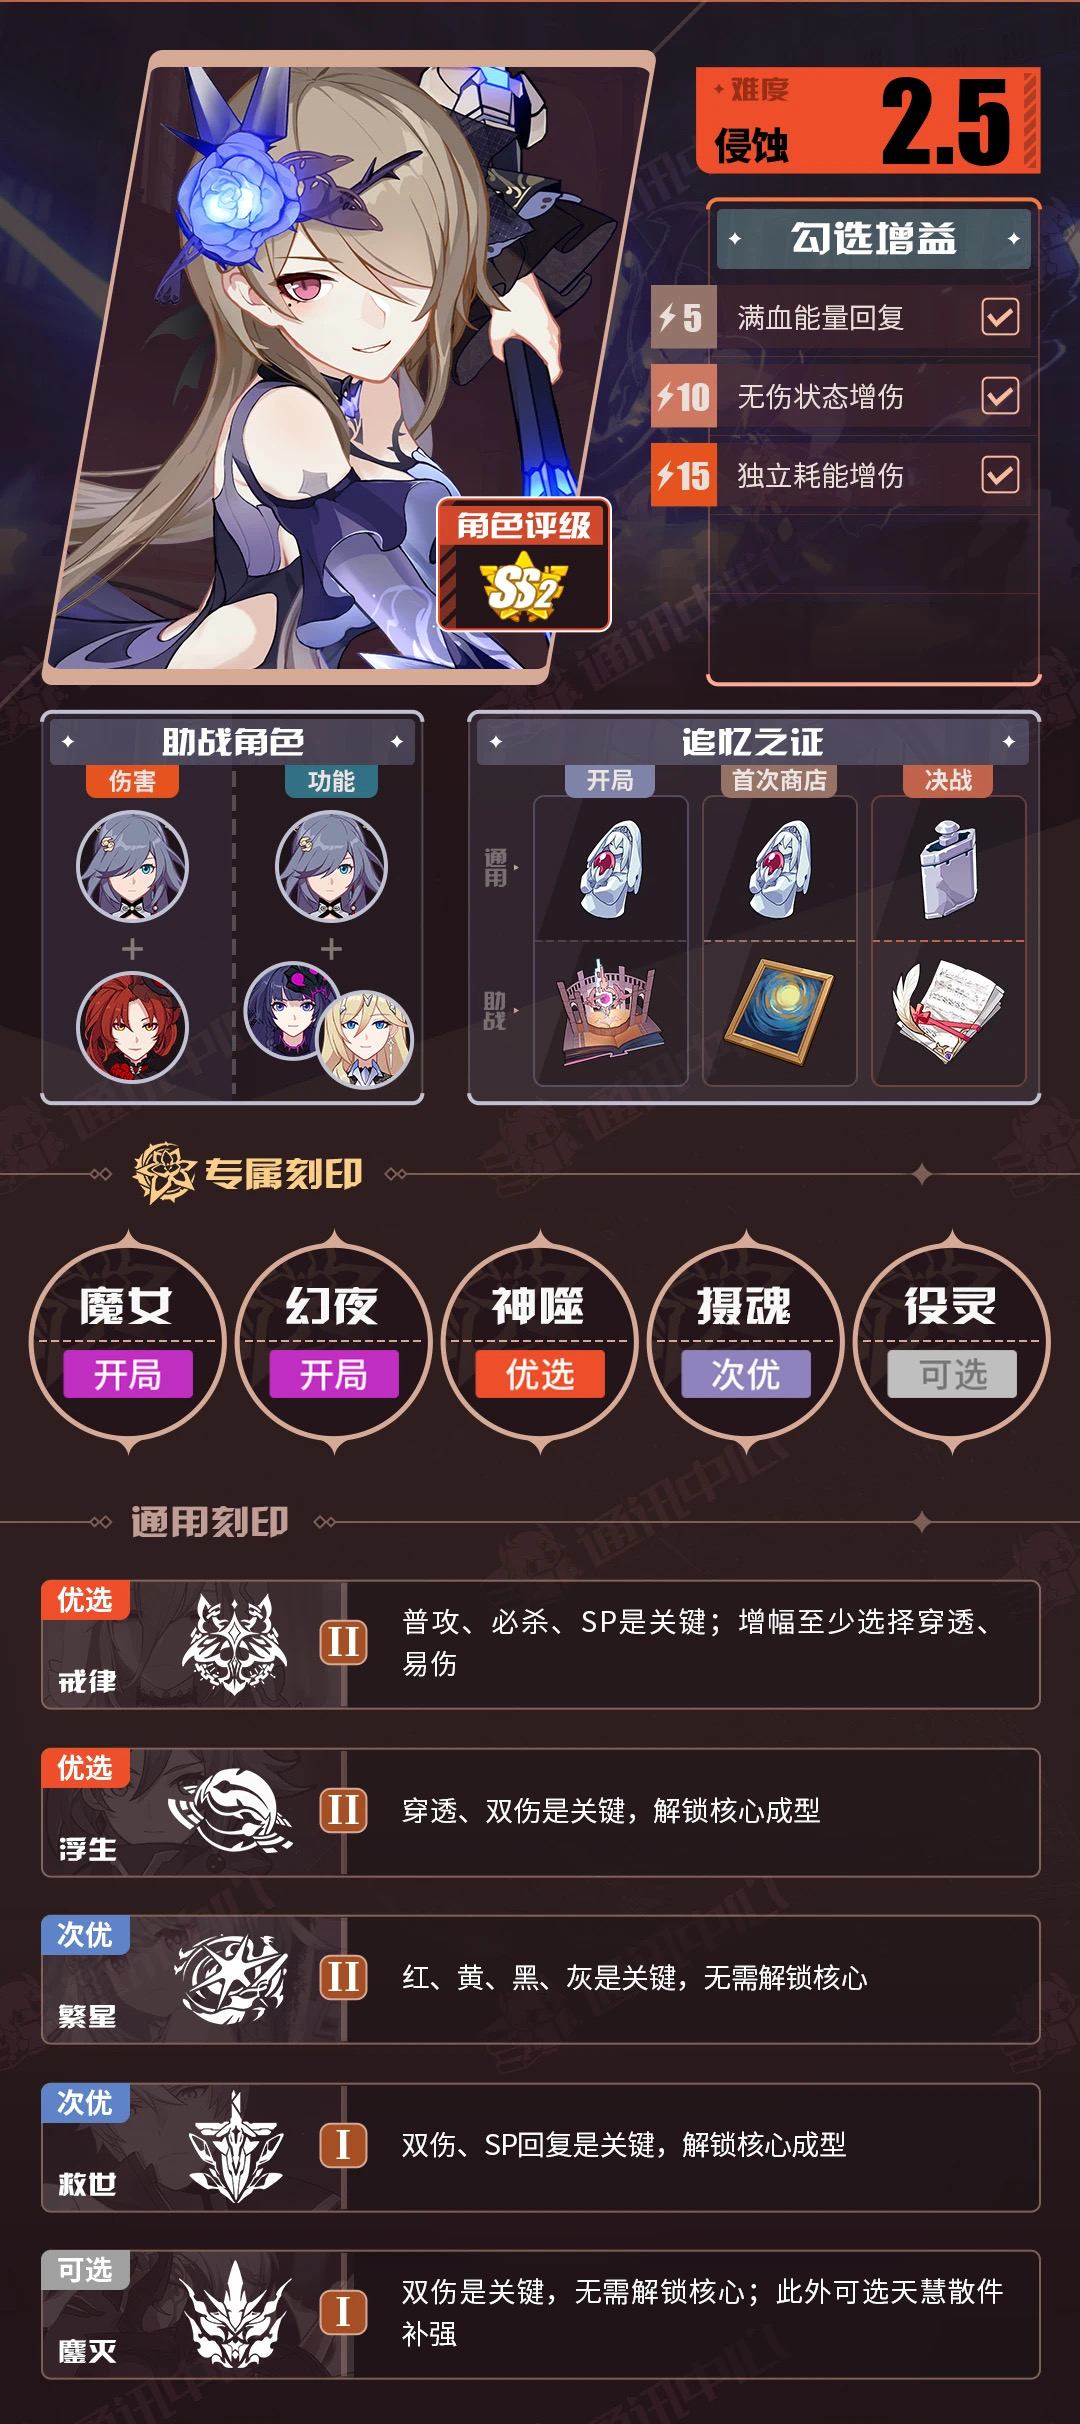 难度
侵蚀
2.5
勾选增益
5 满血能量回复
10 无伤状态增伤
15 独立耗能增伤
角色评级
SS2
助战角色
伤害 功能
追忆之证
开局 首次商店 决战
通用
助战
专属刻印
魔女 幻夜 神噬 摄魂 役灵
开局 开局 优选 次优 可选
通用刻印
优选
戒律
II
普攻、必杀、SP是关键；增幅至少选择穿透、
易伤
优选
浮生
II
穿透、双伤是关键，解锁核心成型
次优
繁星
II
红、黄、黑、灰是关键，无需解锁核心
次优
救世
I
双伤、SP回复是关键，解锁核心成型
可选
鏖灭
I
双伤是关键，无需解锁核心；此外可选天慧散件
补强
通讯中心